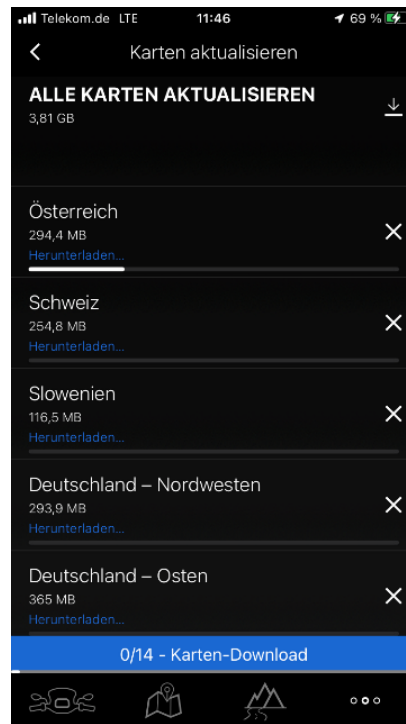 Telekom.de LTE 11:46 69 %
Karten aktualisieren
ALLE KARTEN AKTUALISIEREN
3,81 GB
Österreich
294,4 MB
Herunterladen...
Schweiz
254,8 MB
Herunterladen...
Slowenien
116,5 MB
Herunterladen...
Deutschland – Nordwesten
293,9 MB
Herunterladen...
Deutschland – Osten
365 MB
Herunterladen...
0/14 - Karten-Download